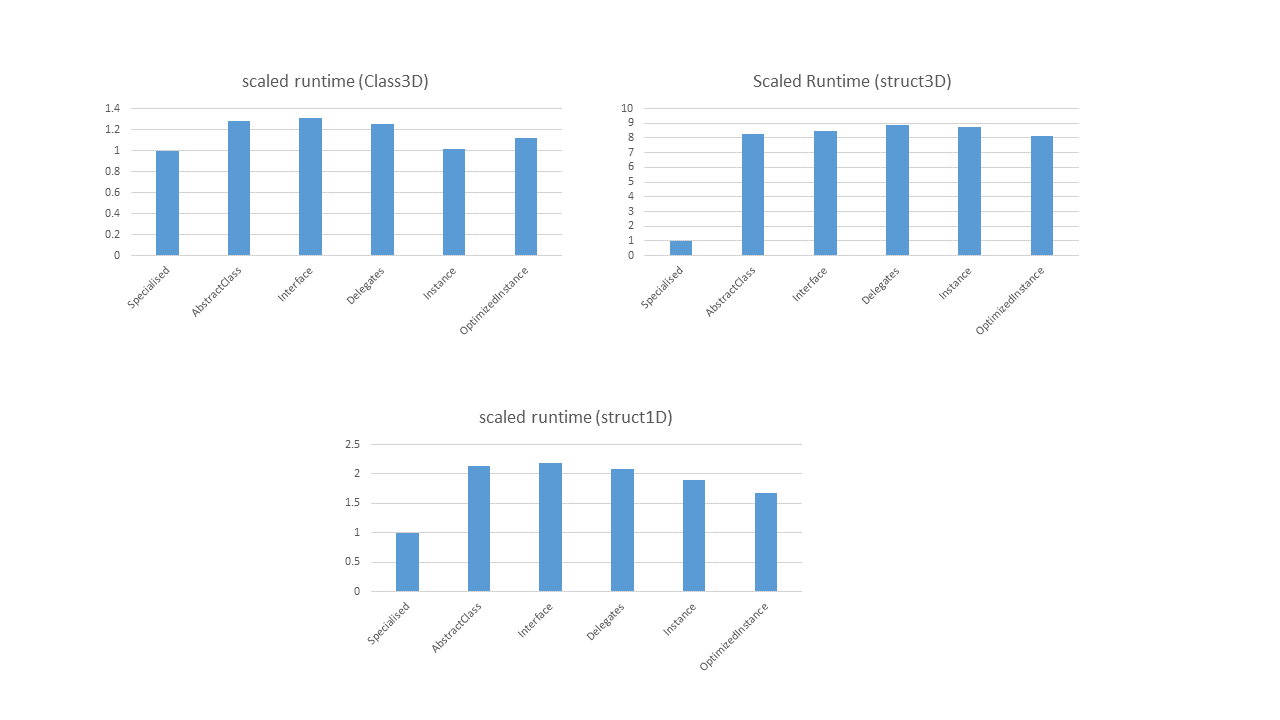 scaled runtime (Class3D)
1.4
1.2
1
0.8
0.6
0.4
0.2
0
Specialised
AbstractClass
Interface
Delegates
Instance
OptimizedInstance
Scaled Runtime (struct3D)
10
9
8
7
6
5
4
3
2
1
0
Specialised
AbstractClass
Interface
Delegates
Instance
OptimizedInstance
scaled runtime (struct1D)
2.5
2
1.5
1
0.5
0
Specialised
AbstractClass
Interface
Delegates
Instance
OptimizedInstance